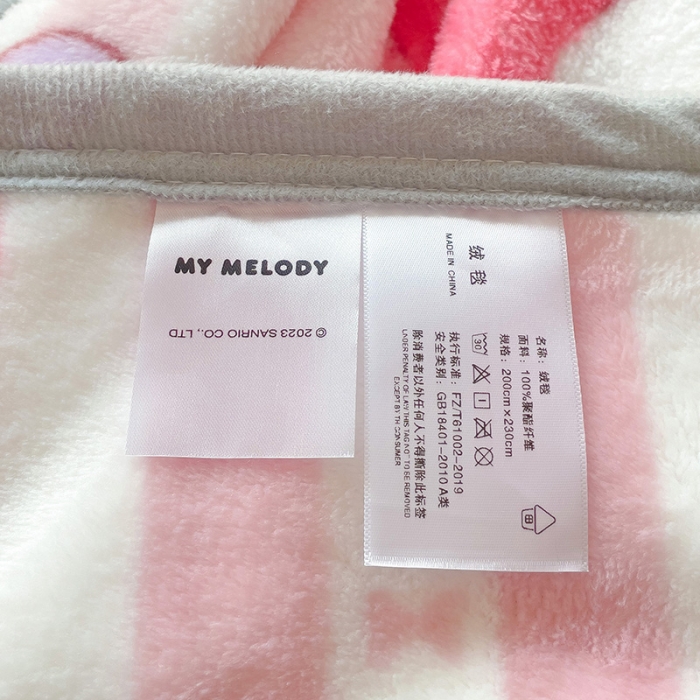 MY MELODY
© 2023 SANRIO CO., LTD
绒毯
MADE IN CHINA
名称：绒毯
面料：100%聚酯纤维
规格：200cm×230cm
30
执行标准：FZ/T61002-2019
安全类别：GB18401-2010 A类
除消费者以外任何人不得撕除此标签
UNDER PENALTY OF LAW THIS TAG NOT TO BE REMOVED
EXCEPT BY TH CONSUMER